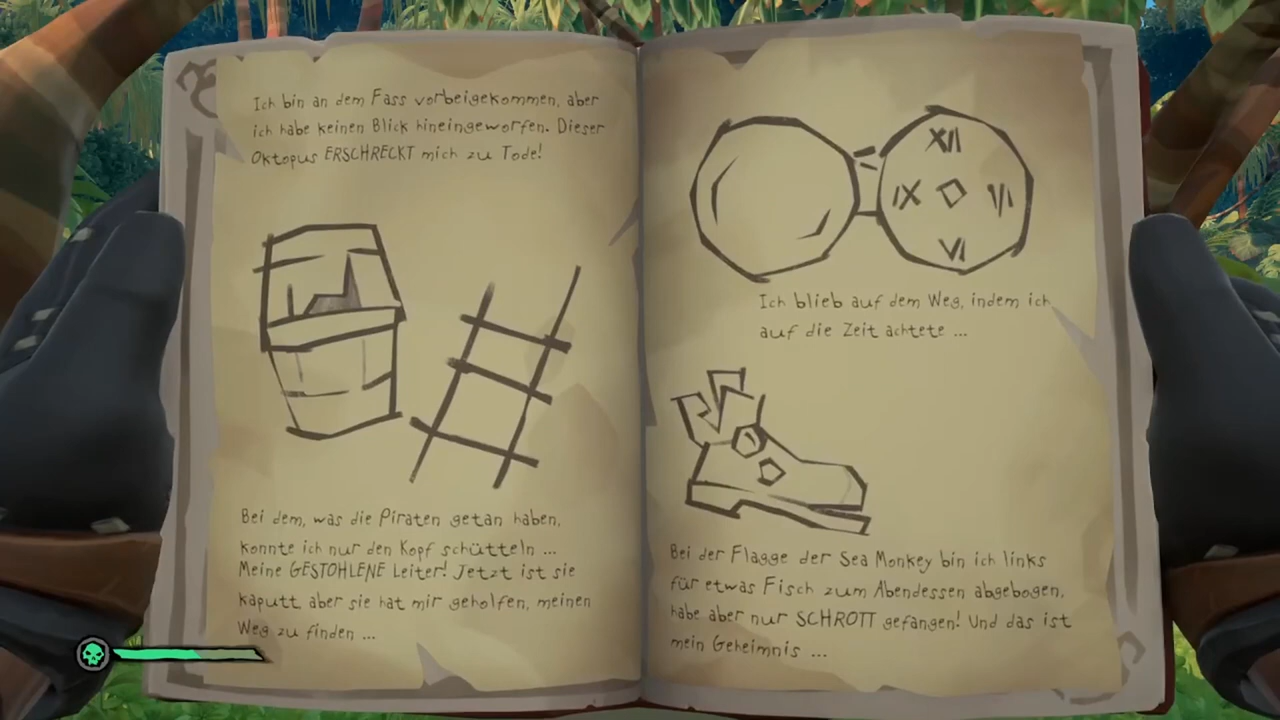 Ich bin an dem Fass vorbeigekommen, aber
ich habe keinen Blick hineingeworfen. Dieser
Oktopus ERSCHRECKT mich zu Tode!
Bei dem, was die Piraten getan haben,
konnte ich nur den Kopf schütteln ...
Meine GESTOHLENE Leiter! Jetzt ist sie
kaputt aber sie hat mir geholfen, meinen
Weg zu finden ...
XII
IX
VI
Ich blieb auf dem Weg, indem ich
auf die Zeit achtete ...
Bei der Flagge der Sea Monkey bin ich links
für etwas Fisch zum Abendessen abgebogen,
habe aber nur SCHROTT gefangen! Und das ist
mein Geheimnis ...